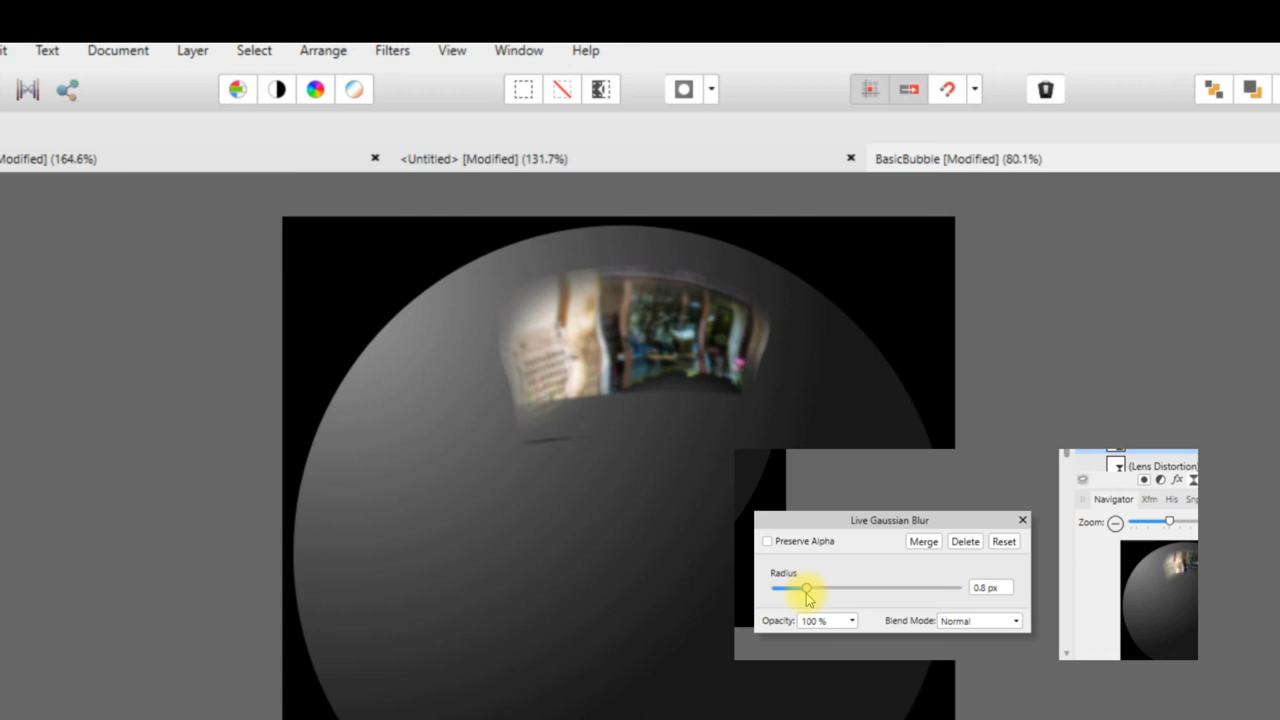 it Text Document Layer Select Arrange Filters View Window Help
Modified] (164.6%) <Untitled> [Modified] (131.7%) BasicBubble [Modified] (80.1%)
(Lens Distortion)
Navigator Xfm His Sn
Zoom:
Live Gaussian Blur
Preserve Alpha Merge Delete Reset
Radius
0.8 px
Opacity: 100 % Blend Mode: Normal